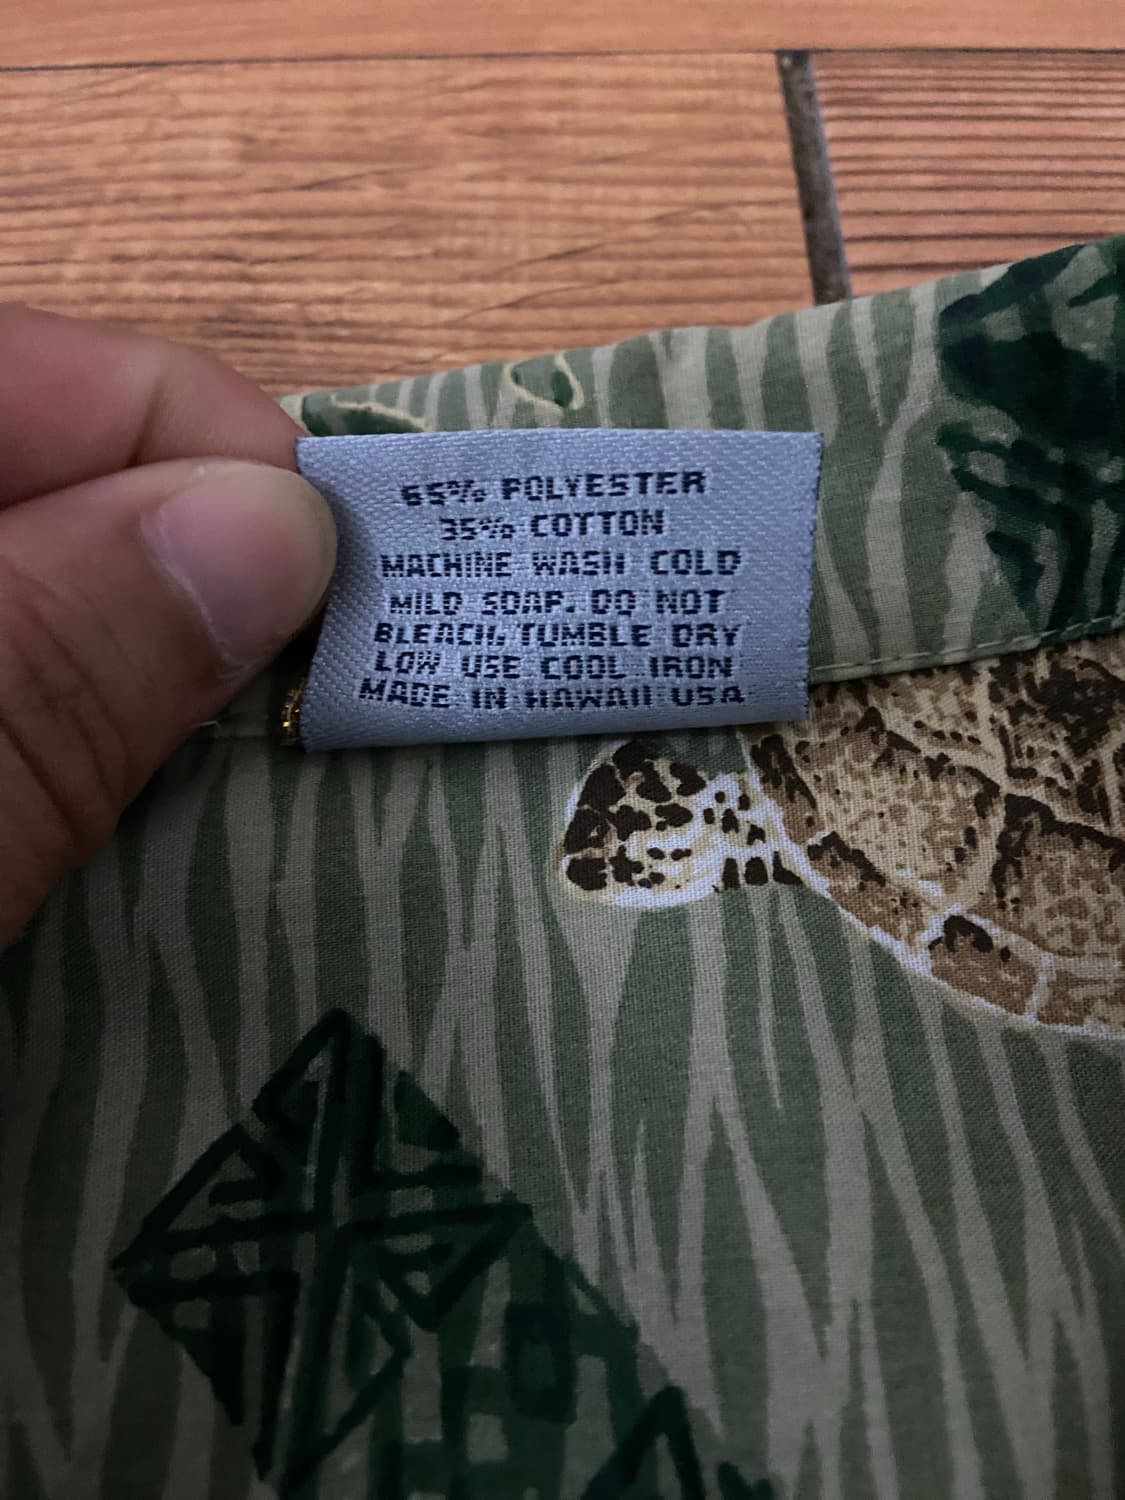 65% POLYESTER
35% COTTON
MACHINE WASH COLD
MILD SOAP. DO NOT
BLEACH, TUMBLE DRY
LOW USE COOL IRON
MADE IN HAWAII USA